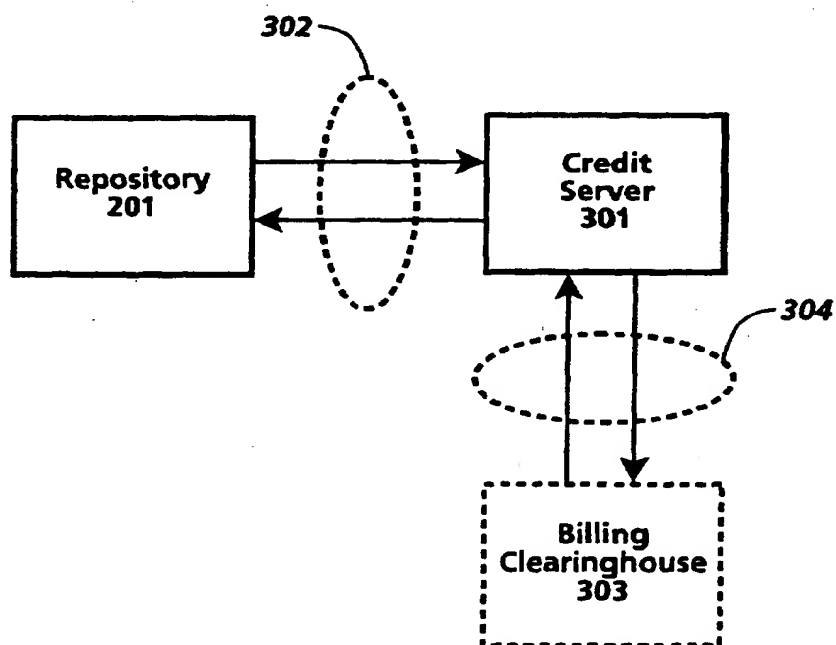 302
Repository
201
Credit
Server
301
304
Billing
Clearinghouse
303